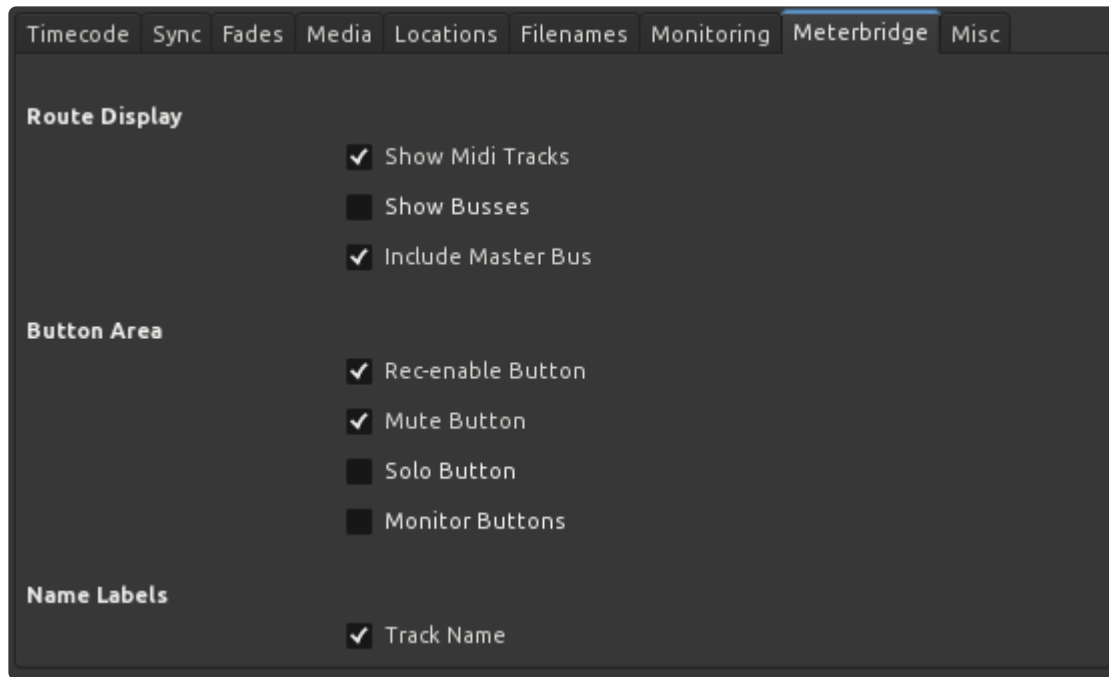 Timecode Sync Fades Media Locations Filenames Monitoring Meterbridge Misc
Route Display
Show Midi Tracks
Show Busses
Include Master Bus
Button Area
Rec-enable Button
Mute Button
Solo Button
Monitor Buttons
Name Labels
Track Name